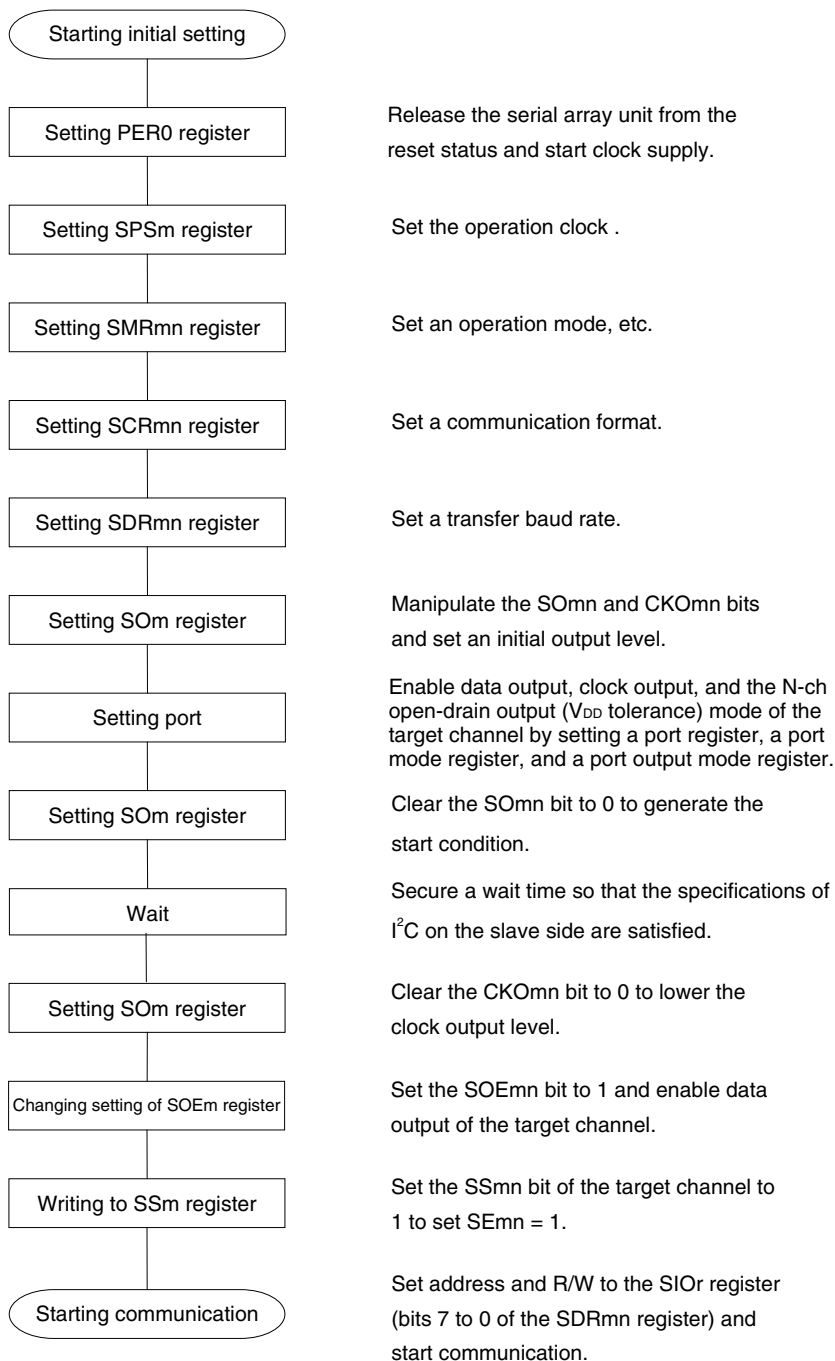 Starting initial setting
Setting PER0 register
Release the serial array unit from the
reset status and start clock supply.
Setting SPSm register
Set the operation clock .
Setting SMRmn register
Set an operation mode, etc.
Setting SCRmn register
Set a communication format.
Setting SDRmn register
Set a transfer baud rate.
Setting SOm register
Manipulate the SOmn and CKOmn bits
and set an initial output level.
Setting port
Enable data output, clock output, and the N-ch
open-drain output (VDD tolerance) mode of the
target channel by setting a port register, a port
mode register, and a port output mode register.
Setting SOm register
Clear the SOmn bit to 0 to generate the
start condition.
Wait
Secure a wait time so that the specifications of
I²C on the slave side are satisfied.
Setting SOm register
Clear the CKOmn bit to 0 to lower the
clock output level.
Changing setting of SOEm register
Set the SOEmn bit to 1 and enable data
output of the target channel.
Writing to SSm register
Set the SSmn bit of the target channel to
1 to set SEmn = 1.
Starting communication
Set address and R/W to the SIOr register
(bits 7 to 0 of the SDRmn register) and
start communication.